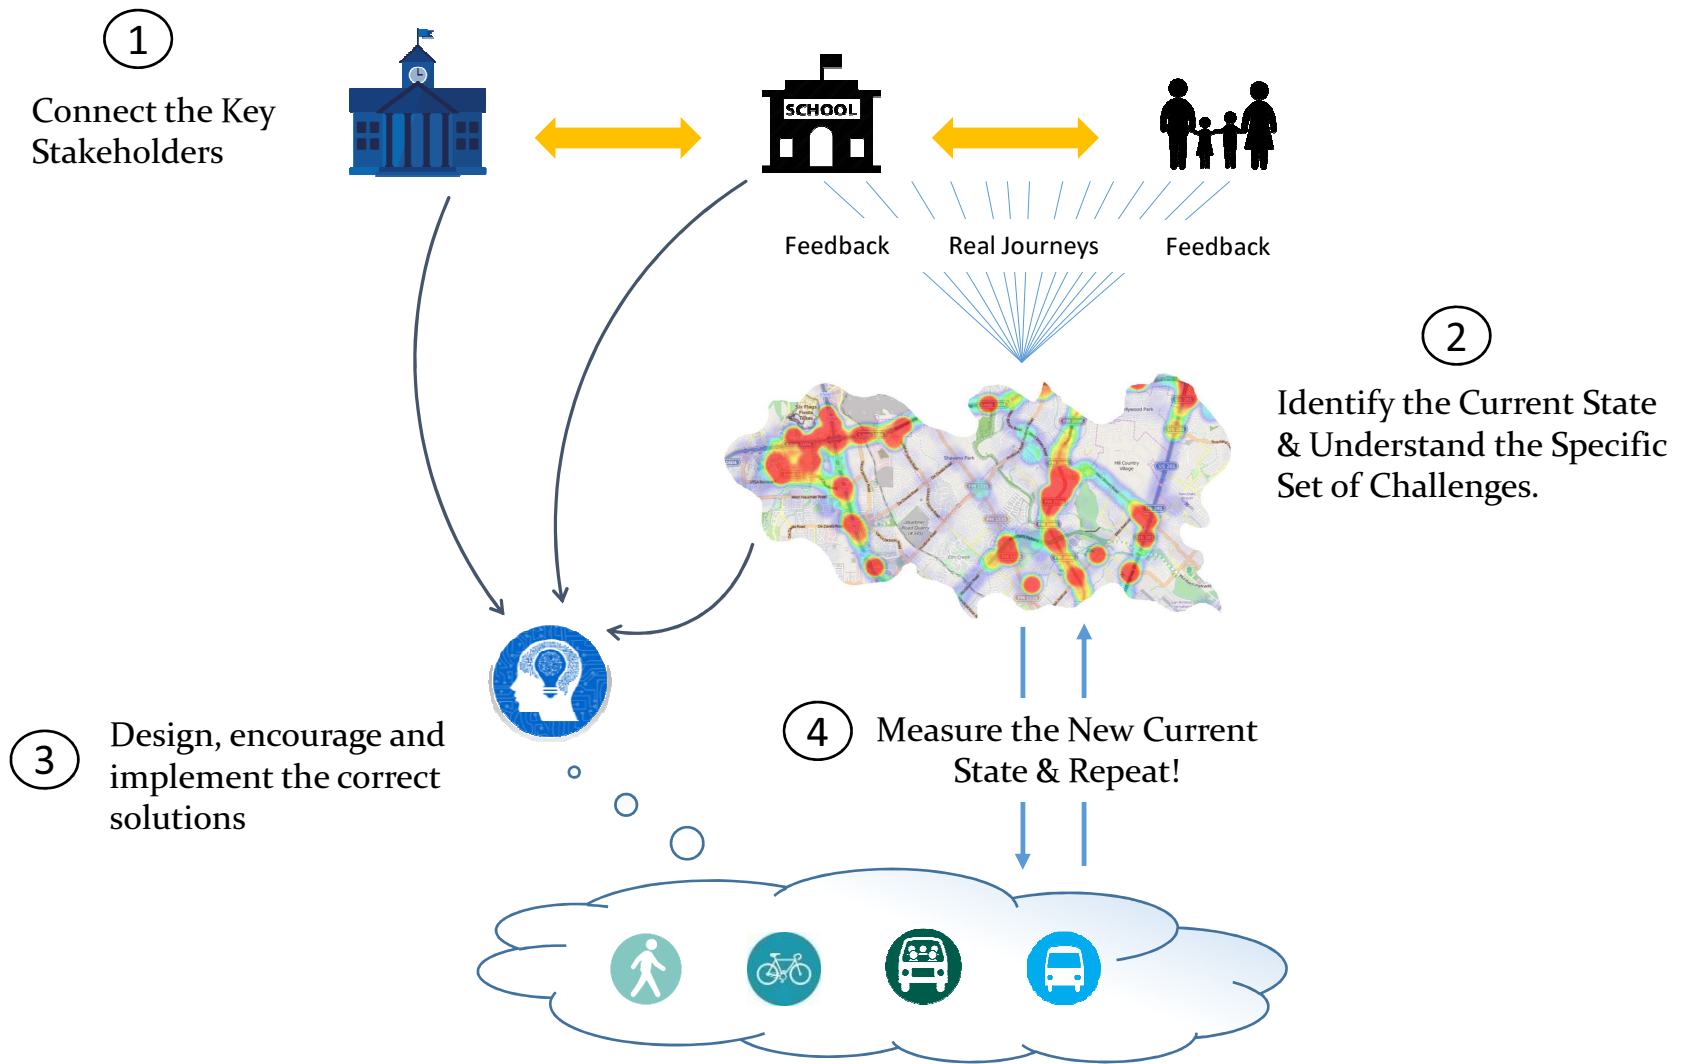 1
Connect the Key
Stakeholders
SCHOOL
Feedback
Real Journeys
Feedback
2
Identify the Current State
& Understand the Specific
Set of Challenges.
3
Design, encourage and
implement the correct
solutions
4
Measure the New Current
State & Repeat!